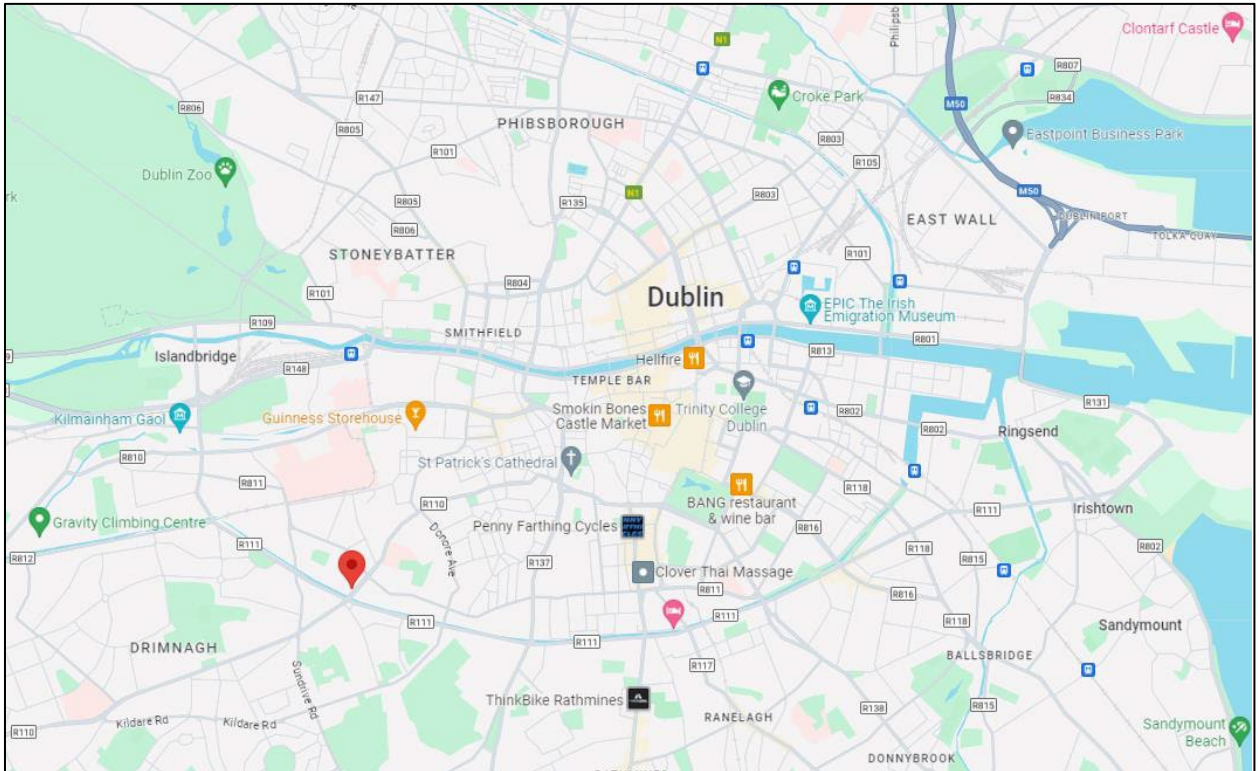 Clontarf Castle
N1
R807
Croke Park
R834
R806
R147
M50
R805
PHIBSBOROUGH
Eastpoint Business Park
R803
R101
R105
Dublin Zoo
M50
N1
R803
R805
R135
DUBLIN PORT
EAST WALL
R806
TOLKA QUAY
STONEYBATTER
R101
R804
R101
Dublin
EPIC The Irish
Emigration Museum
R109
SMITHFIELD
R801
Islandbridge
Hellfire
R813
R148
TEMPLE BAR
R131
Smokin Bones
Castle Market
Trinity College
Dublin
R802
Kilmainham Gaol
Guinness Storehouse
R802
Ringsend
R810
St Patrick's Cathedral
R811
R118
R110
BANG restaurant
& wine bar
R111
Irishtown
Gravity Climbing Centre
Penny Farthing Cycles
R816
R111
Donore Ave
R118
R802
R812
R137
R815
Clover Thai Massage
R811
R816
R111
R111
R118
Sandymount
R111
DRIMNAGH
BALLSBRIDGE
R117
Sundrive Rd
ThinkBike Rathmines
R815
R138
RANELAGH
Kildare Rd
Kildare Rd
Sandymount
Beach
R110
DONNYBROOK